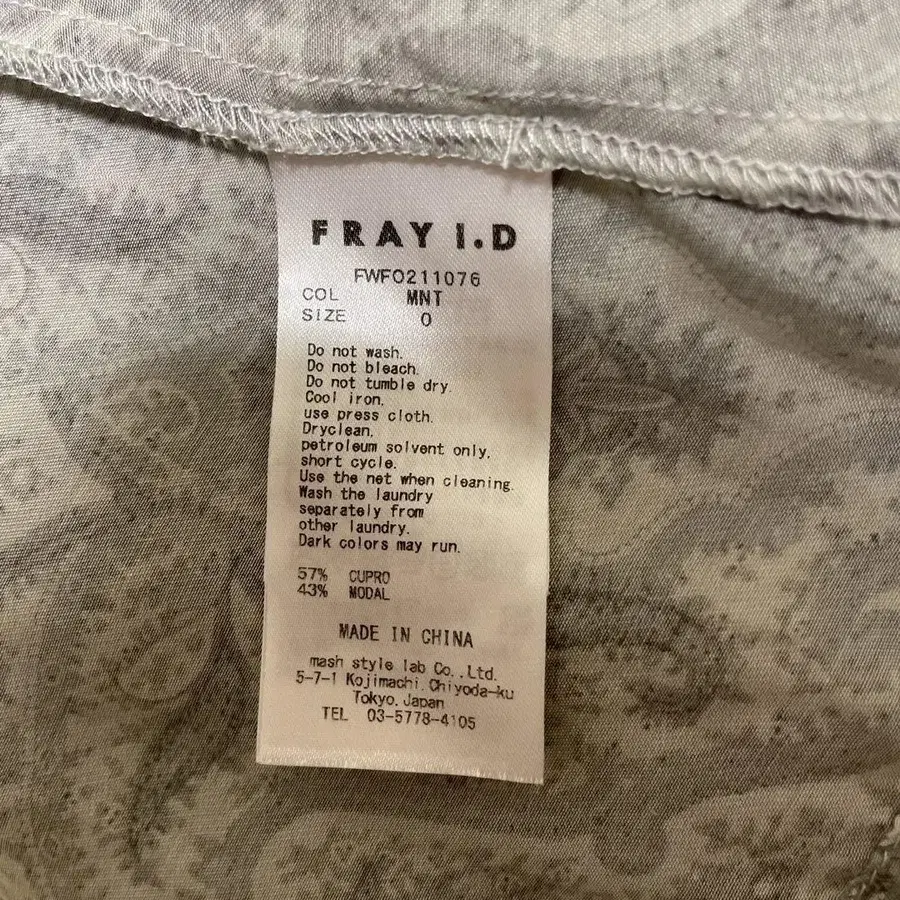 FRAY I.D
FWFO211076
COL MNT
SIZE 0
Do not wash.
Do not bleach.
Do not tumble dry.
Cool iron.
use press cloth.
Dryclean.
petroleum solvent only.
short cycle.
Use the net when cleaning.
Wash the laundry
separately from
other laundry.
Dark colors may run.
57% CUPRO
43% MODAL
MADE IN CHINA
mash style lab Co.,Ltd.
5-7-1 Kojimachi.Chiyoda-ku
Tokyo.Japan
TEL 03-5778-4105